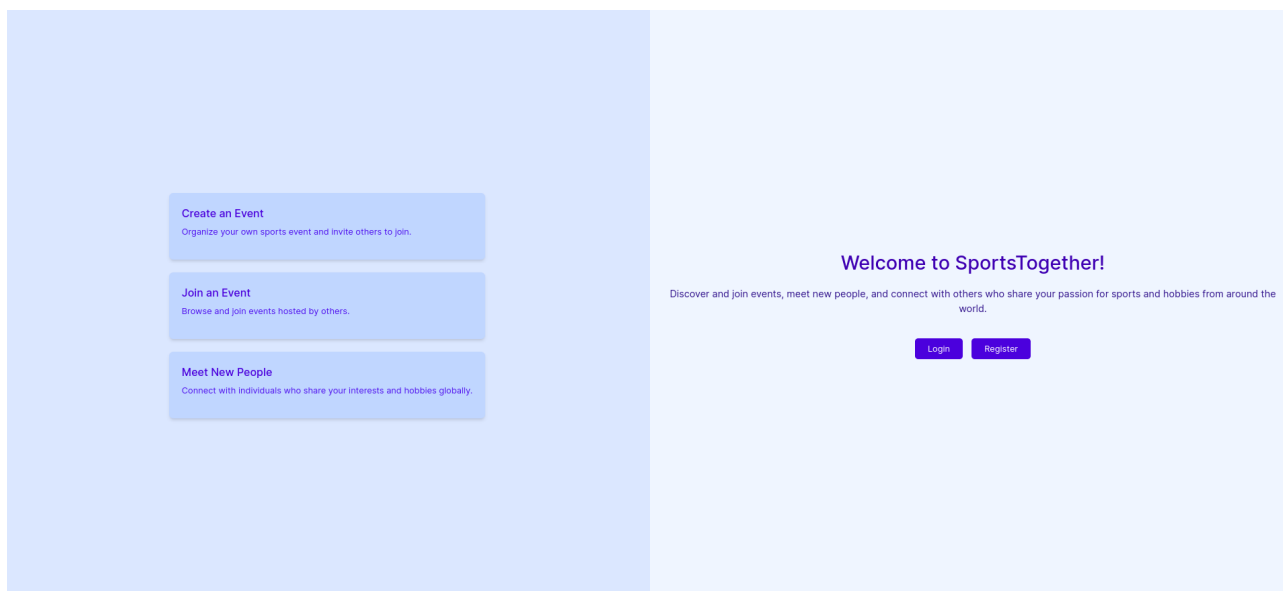 Create an Event
Organize your own sports event and invite others to join.
Join an Event
Browse and join events hosted by others.
Meet New People
Connect with individuals who share your interests and hobbies globally.
Welcome to SportsTogether!
Discover and join events, meet new people, and connect with others who share your passion for sports and hobbies from around the
world.
Login
Register